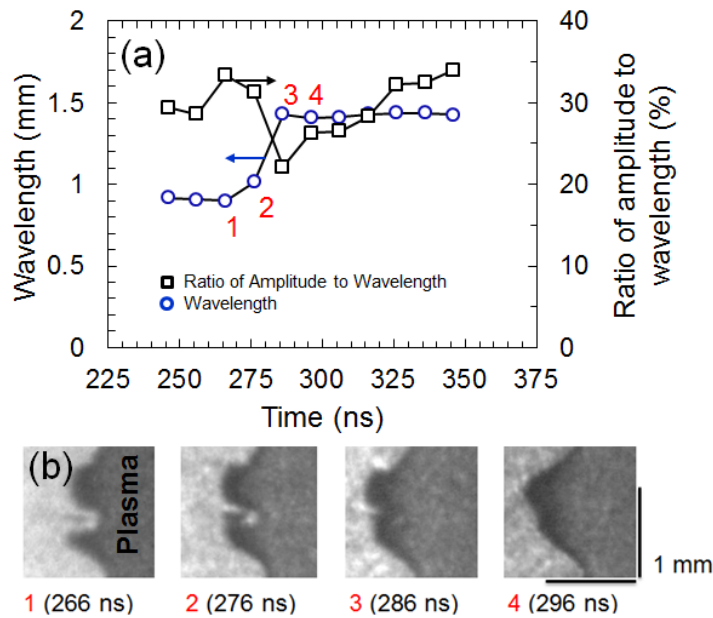 (a)
2
1.5
1
0.5
0
Wavelength (mm)
40
30
20
10
0
Ratio of amplitude to
wavelength (%)
3 4
1
2
Ratio of Amplitude to Wavelength
Wavelength
225 250 275 300 325 350 375
Time (ns)
(b)
Plasma
1 mm
1 (266 ns) 2 (276 ns) 3 (286 ns) 4 (296 ns)